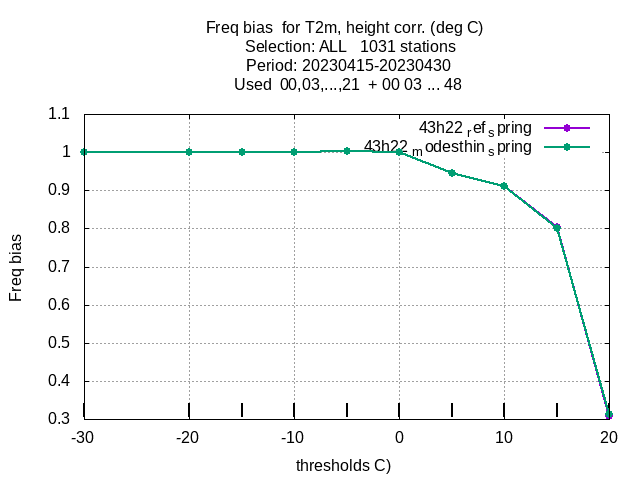 Freq bias  for T2m, height corr. (deg C)
Selection: ALL   1031 stations
Period: 20230415-20230430
Used  00,03,...,21  + 00 03 ... 48
1.1
43h22 ref spring
1
43h22 modesthin spring
0.9
0.8
0.7
0.6
0.5
0.4
0.3
Freq bias
-30 -20 -10 0 10 20
thresholds C)